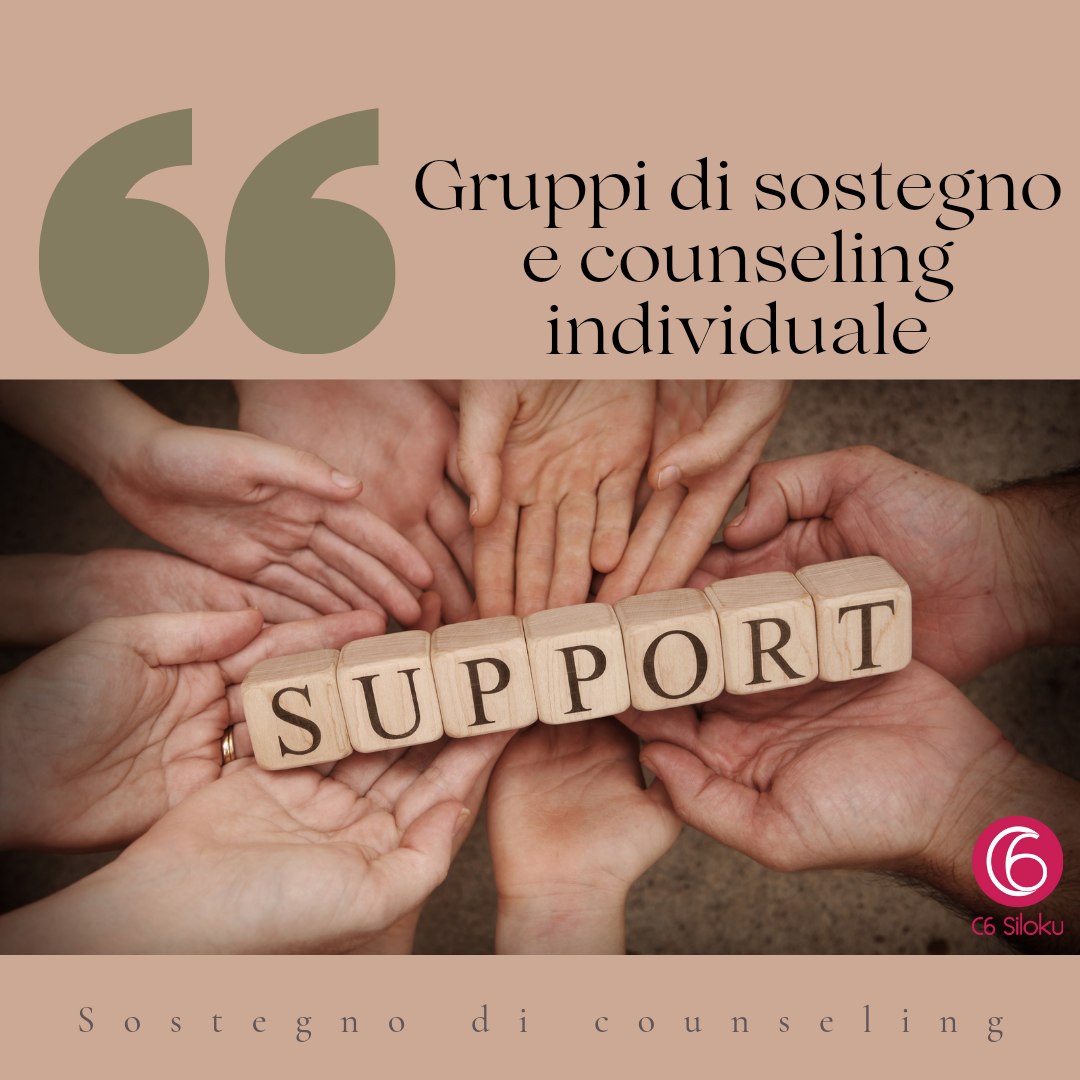 Gruppi di sostegno
e counseling
individuale
SUPPORT
C6 Siloku
Sostegno di counseling